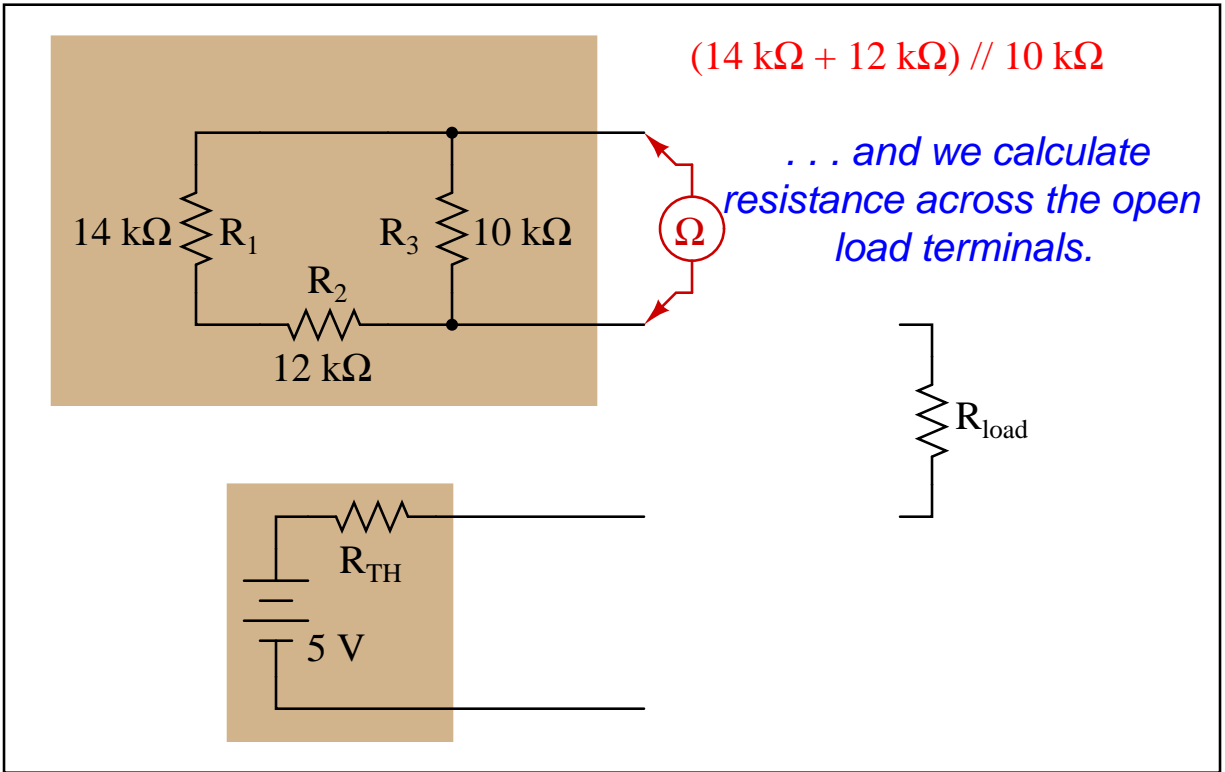 (14 kΩ + 12 kΩ) // 10 kΩ
. . . and we calculate
resistance across the open
load terminals.
14 kΩ R1 R3 10 kΩ Ω
R2
12 kΩ
Rload
RTH
5 V